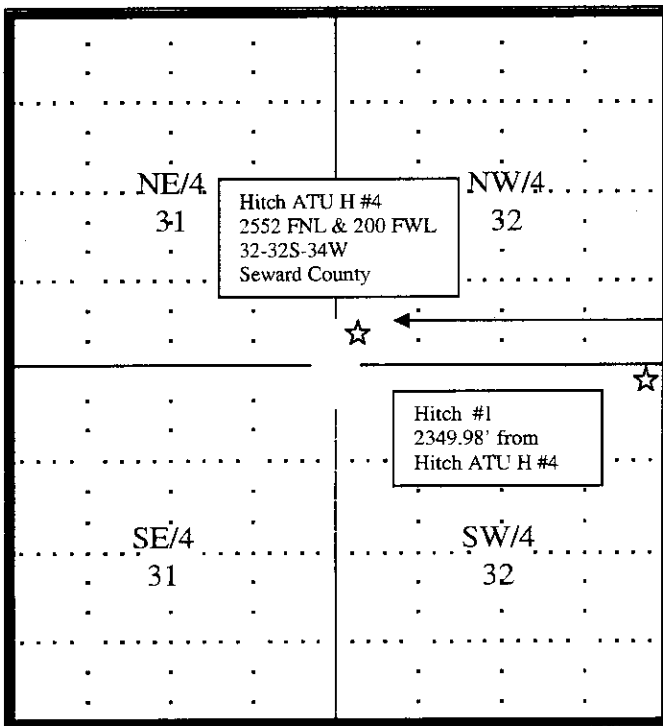 NE/4
31
NW/4
32
Hitch ATU H #4
2552 FNL & 200 FWL
32-32S-34W
Seward County
Hitch #1
2349.98' from
Hitch ATU H #4
SE/4
31
SW/4
32